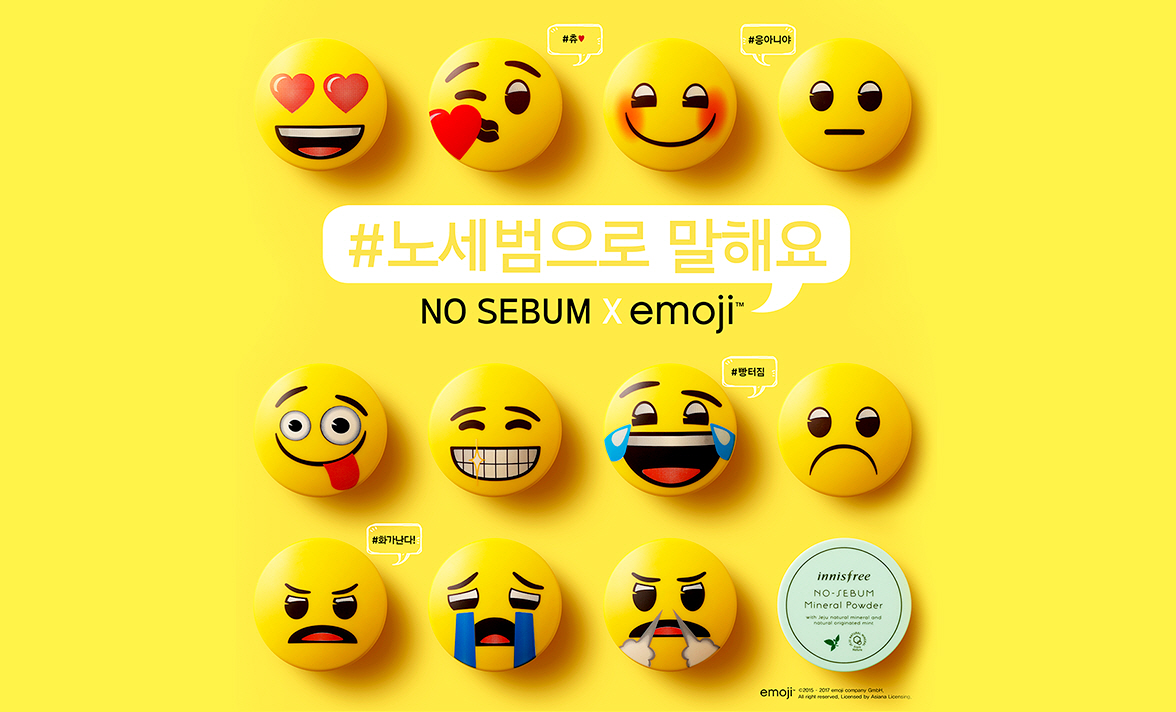 #츄♥
#응아니야
#노세범으로 말해요
NO SEBUM X emoji™
#빵터짐
#화가난다!
innisfree
NO-SEBUM
Mineral Powder
with Jeju natural mineral and
natural originated mint
emoji™ ©2015 - 2017 emoji company GmbH.
All right reserved. Licensed by Asiana Licensing.